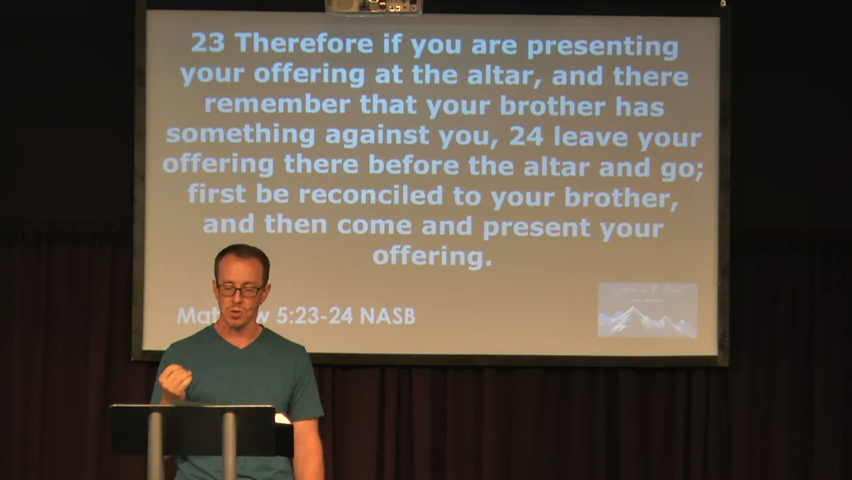 23 Therefore if you are presenting
your offering at the altar, and there
remember that your brother has
something against you, 24 leave your
offering there before the altar and go;
first be reconciled to your brother,
and then come and present your
offering.
5:23-24 NASB